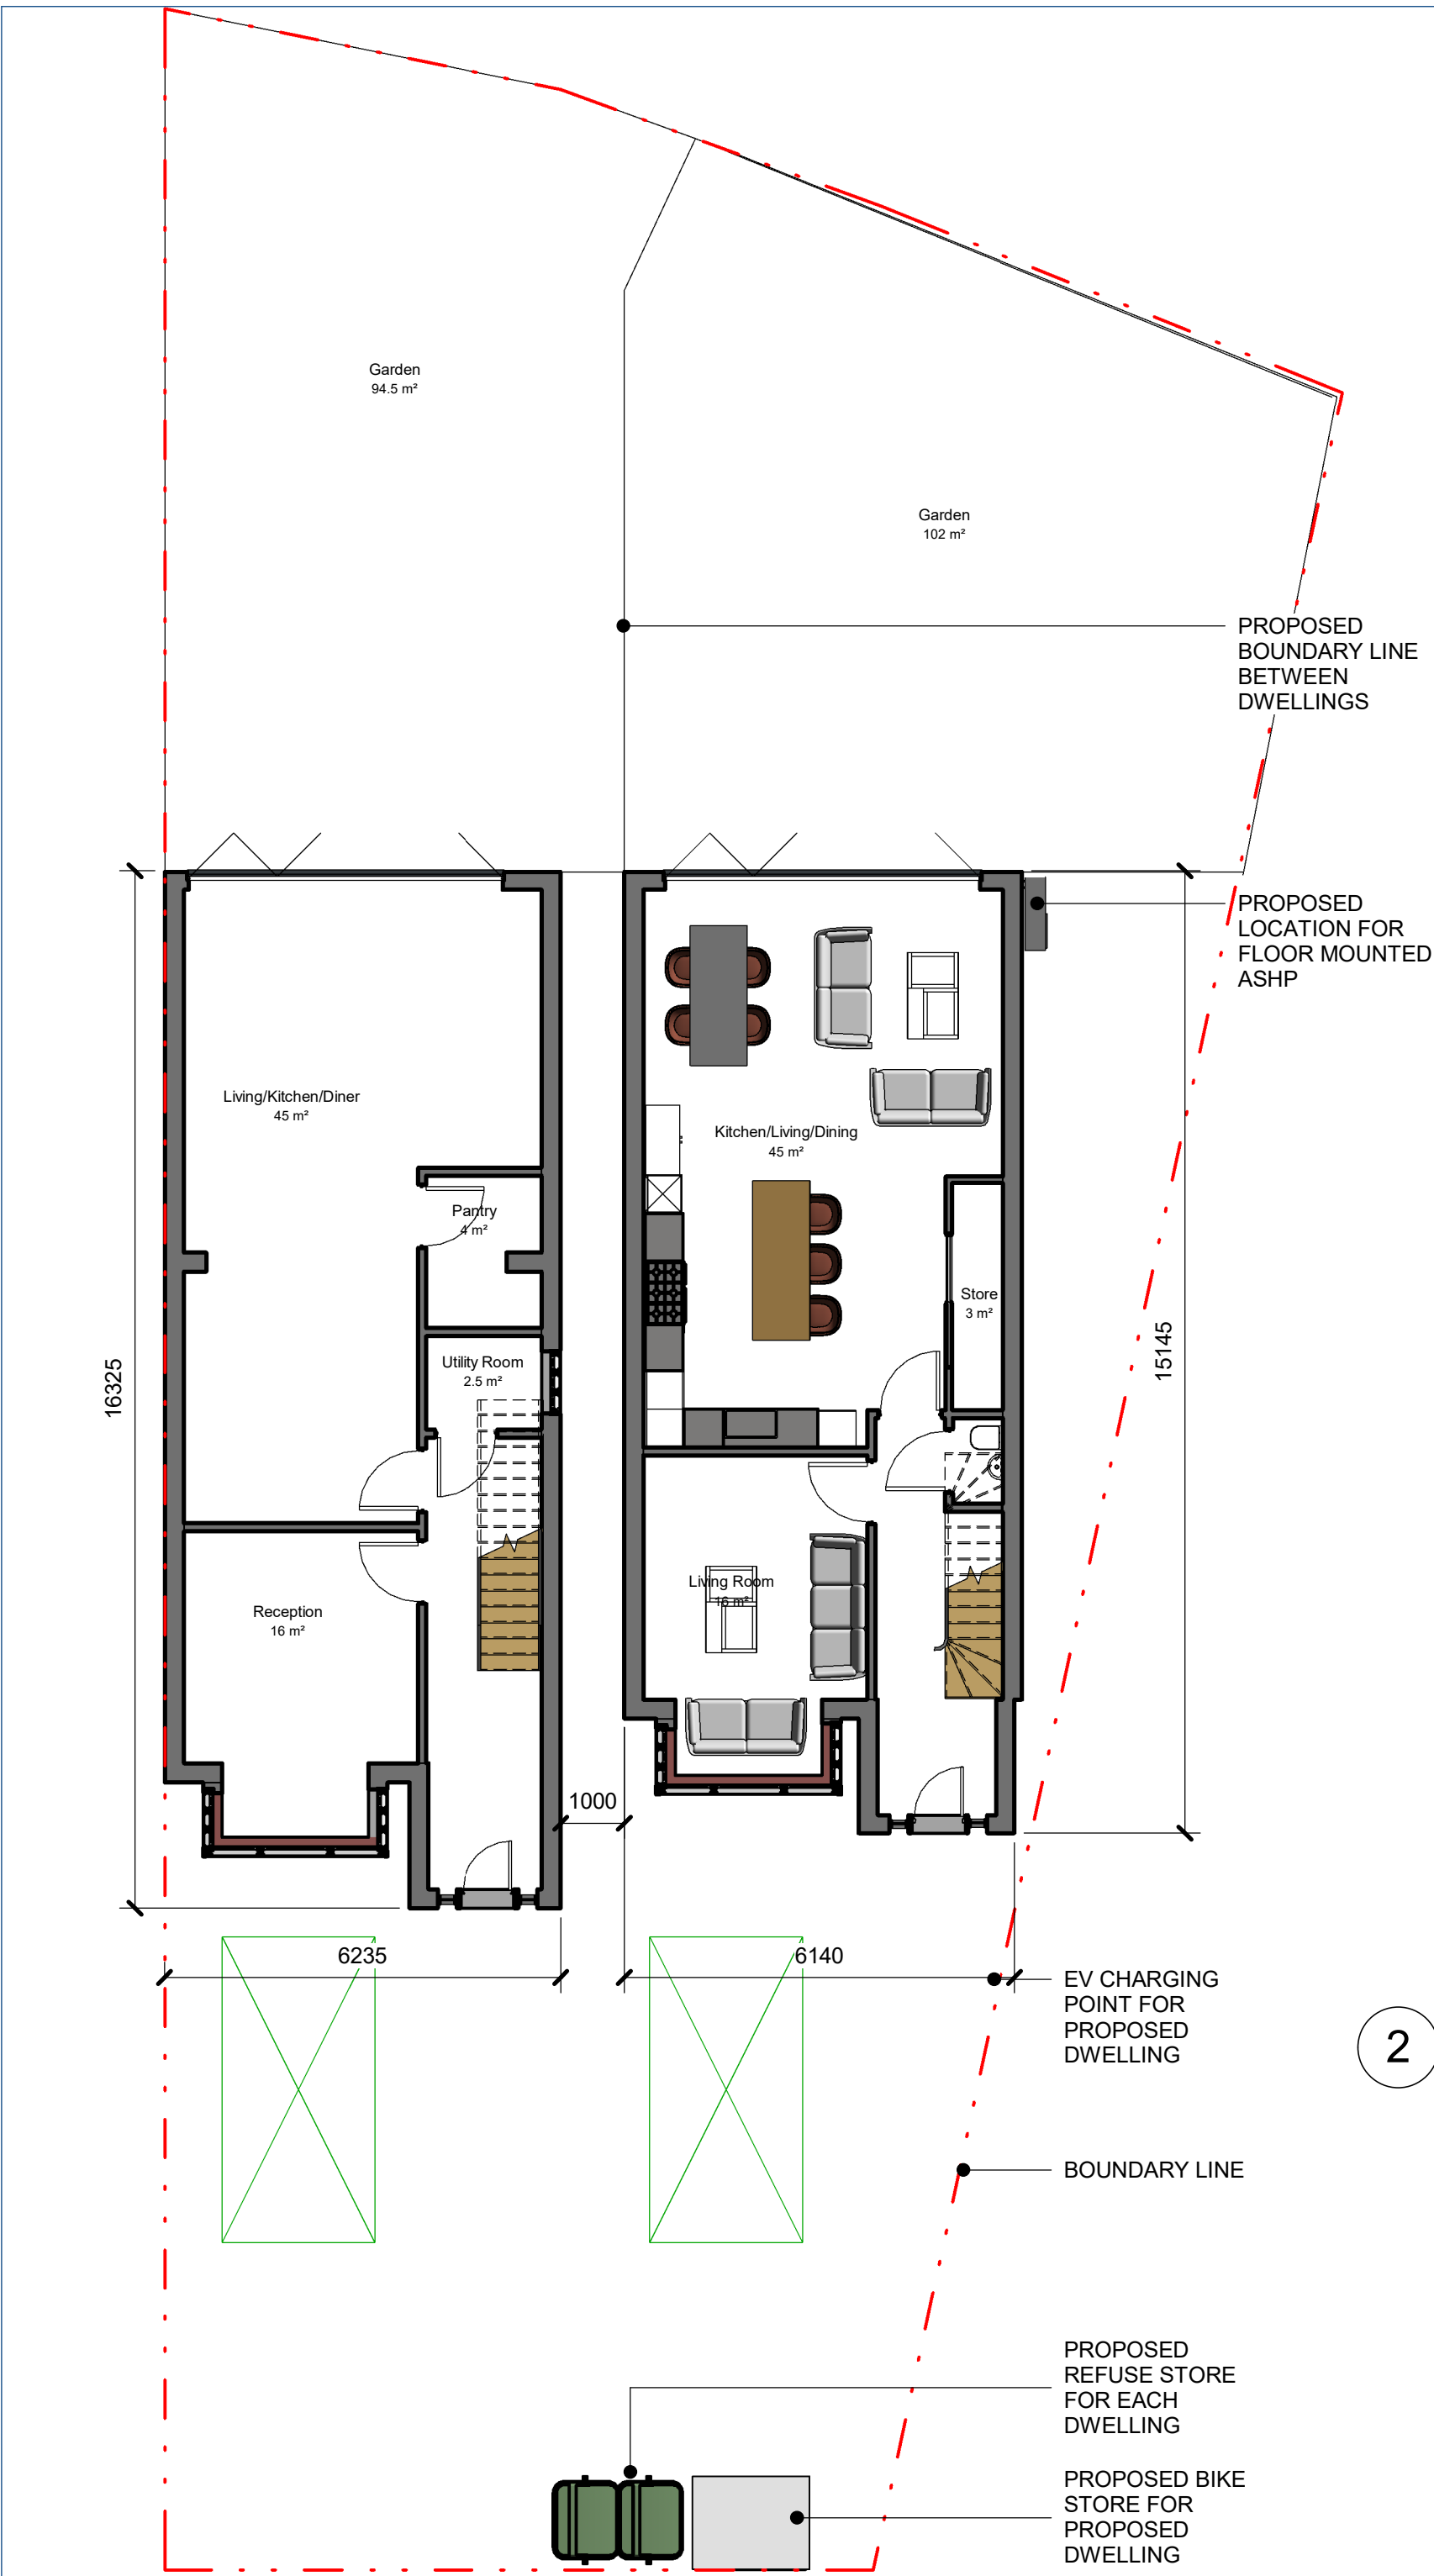 Garden
94.5 m²
Garden
102 m²
PROPOSED
BOUNDARY LINE
BETWEEN
DWELLINGS
PROPOSED
LOCATION FOR
FLOOR MOUNTED
ASHP
Living/Kitchen/Diner
45 m²
Kitchen/Living/Dining
45 m²
Pantry
4 m²
Store
3 m²
Utility Room
2.5 m²
16325
15145
Living Room
16 m²
Reception
16 m²
1000
6235
6140
EV CHARGING
POINT FOR
PROPOSED
DWELLING
2
BOUNDARY LINE
PROPOSED
REFUSE STORE
FOR EACH
DWELLING
PROPOSED BIKE
STORE FOR
PROPOSED
DWELLING